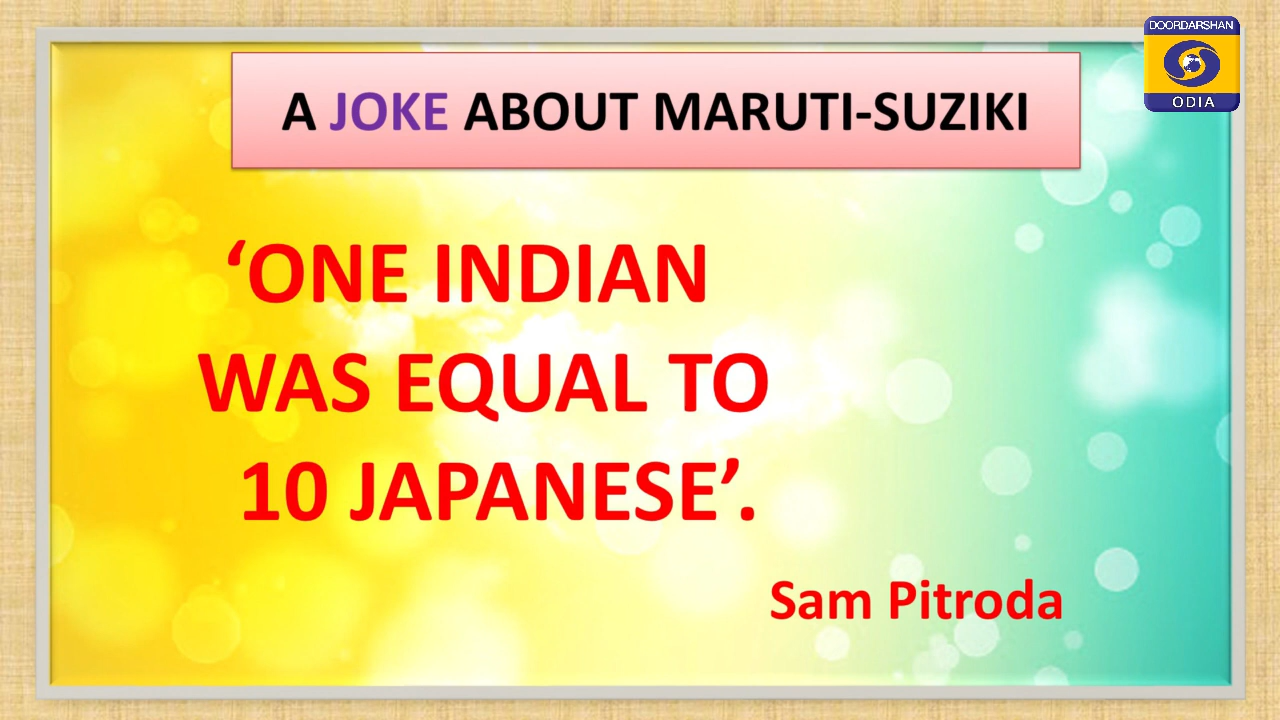 DOORDARSHAN
ODIA
A JOKE ABOUT MARUTI-SUZIKI
‘ONE INDIAN
WAS EQUAL TO
10 JAPANESE’.
Sam Pitroda